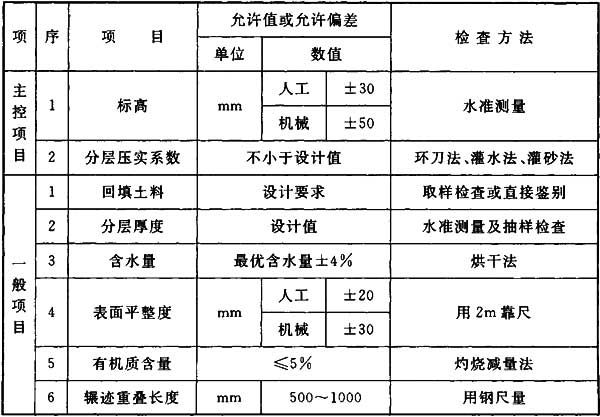 项 序 项 目 允许值或允许偏差 检查方法
单位 数值
主控项目
1 标高 mm 人工 ±30 水准测量
机械 ±50
2 分层压实系数 不小于设计值 环刀法、灌水法、灌砂法
一般项目
1 回填土料 设计要求 取样检查或直接鉴别
2 分层厚度 设计值 水准测量及抽样检查
3 含水量 最优含水量±4% 烘干法
4 表面平整度 mm 人工 ±20 用2m靠尺
机械 ±30
5 有机质含量 ≤5% 灼烧减量法
6 辗迹重叠长度 mm 500～1000 用钢尺量